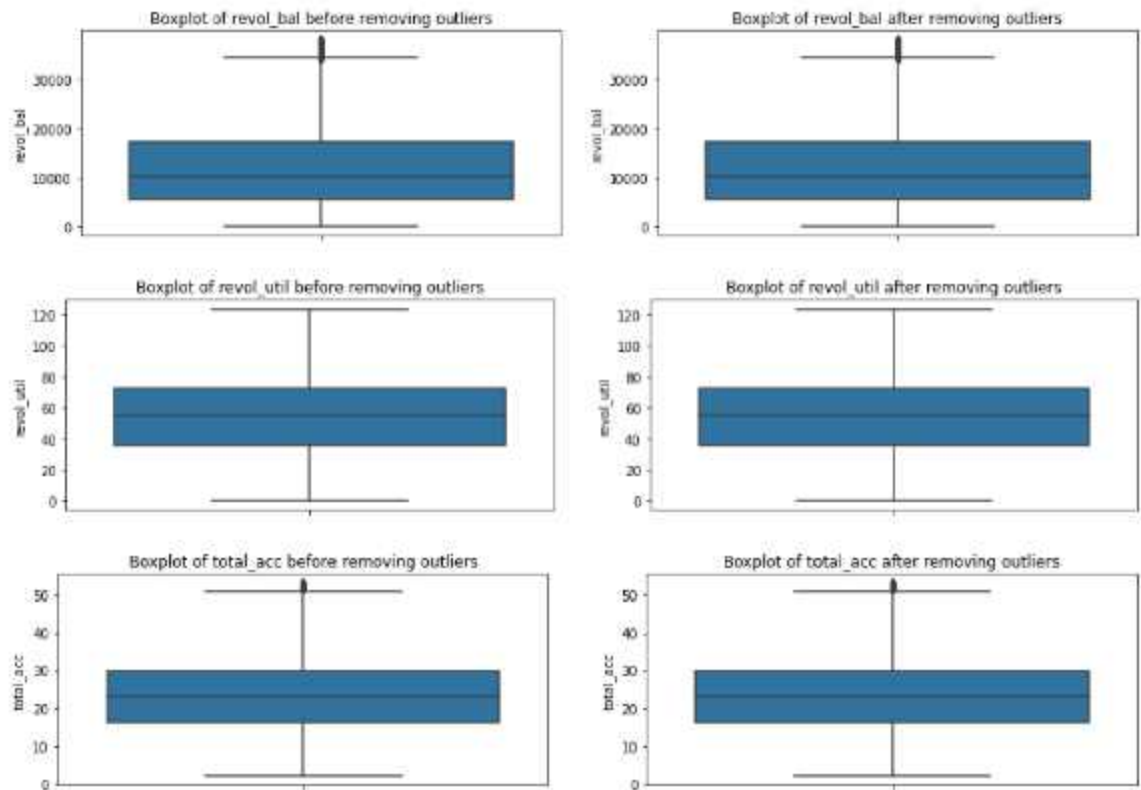 Boxplot of revol_bal before removing outliers
30000
20000
10000
0
revol_bal
Boxplot of revol_bal after removing outliers
30000
20000
10000
0
revol_bal
Boxplot of revol_util before removing outliers
120
100
80
60
40
20
0
revol_util
Boxplot of revol_util after removing outliers
120
100
80
60
40
20
0
revol_util
Boxplot of total_acc before removing outliers
50
40
30
20
10
0
total_acc
Boxplot of total_acc after removing outliers
50
40
30
20
10
0
total_acc